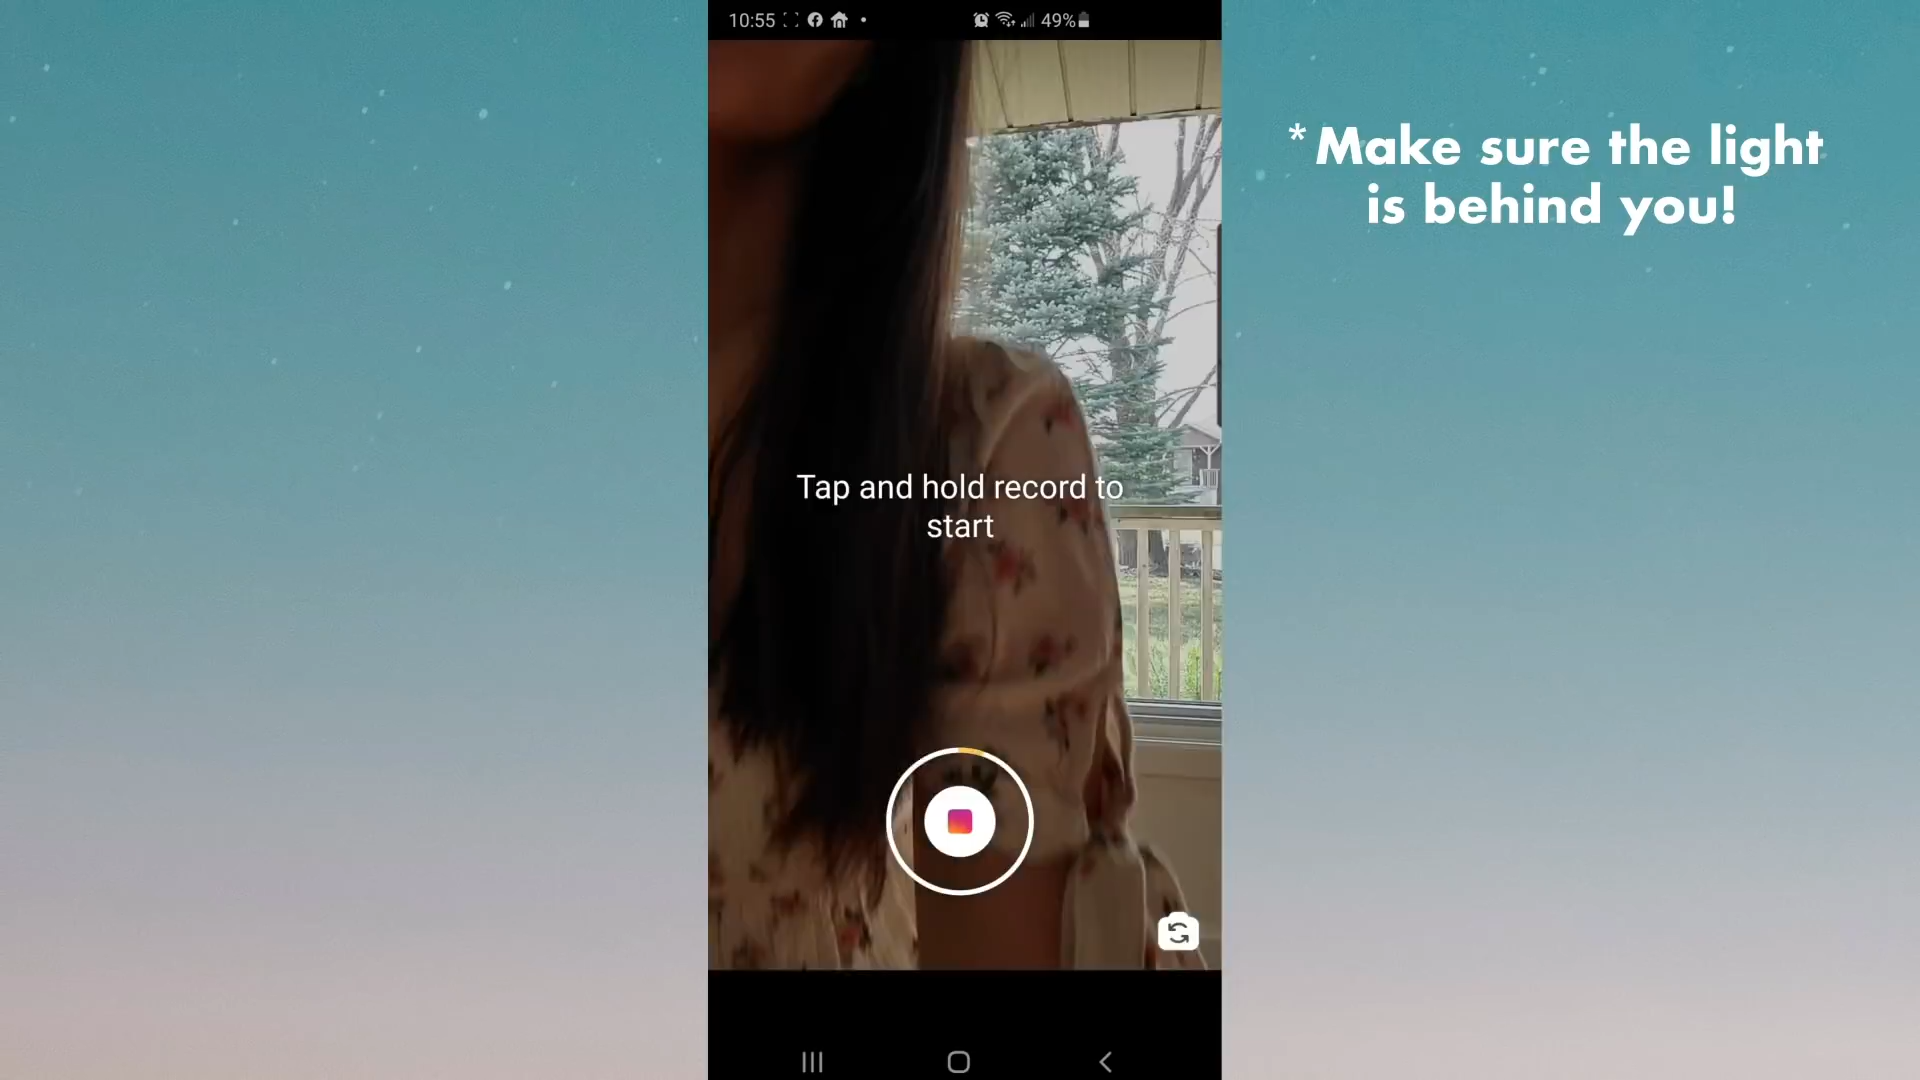 10:55
49%
*Make sure the light
is behind you!
Tap and hold record to
start